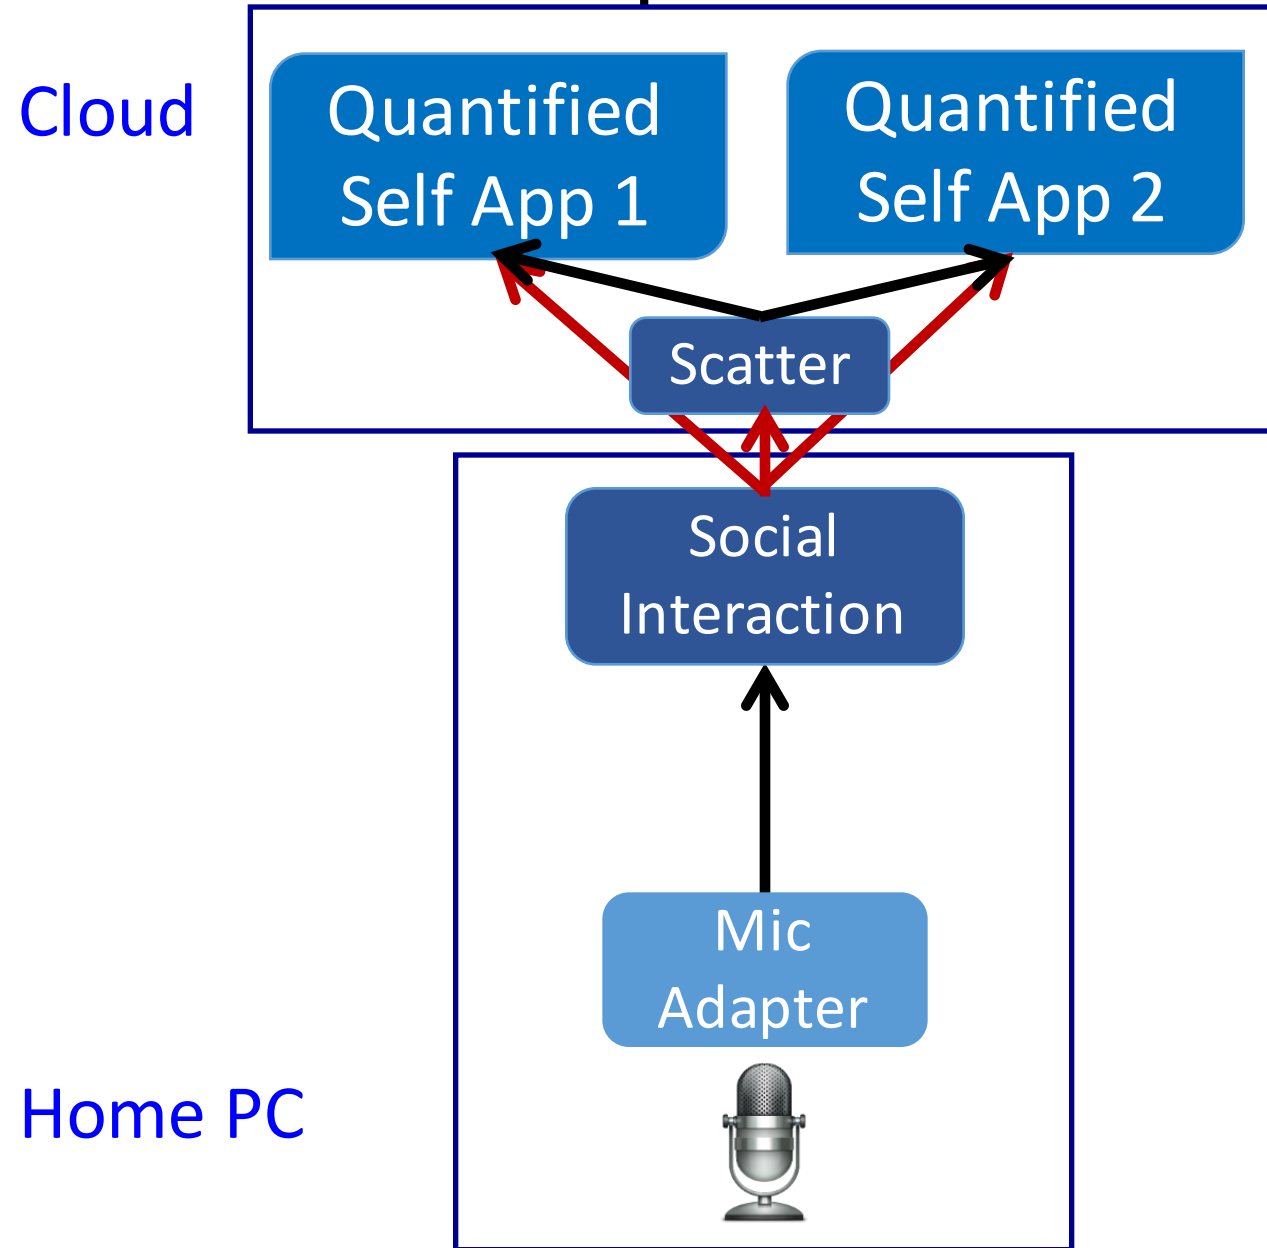 Cloud
Quantified
Self App 1
Quantified
Self App 2
Scatter
Social
Interaction
Mic
Adapter
Home PC